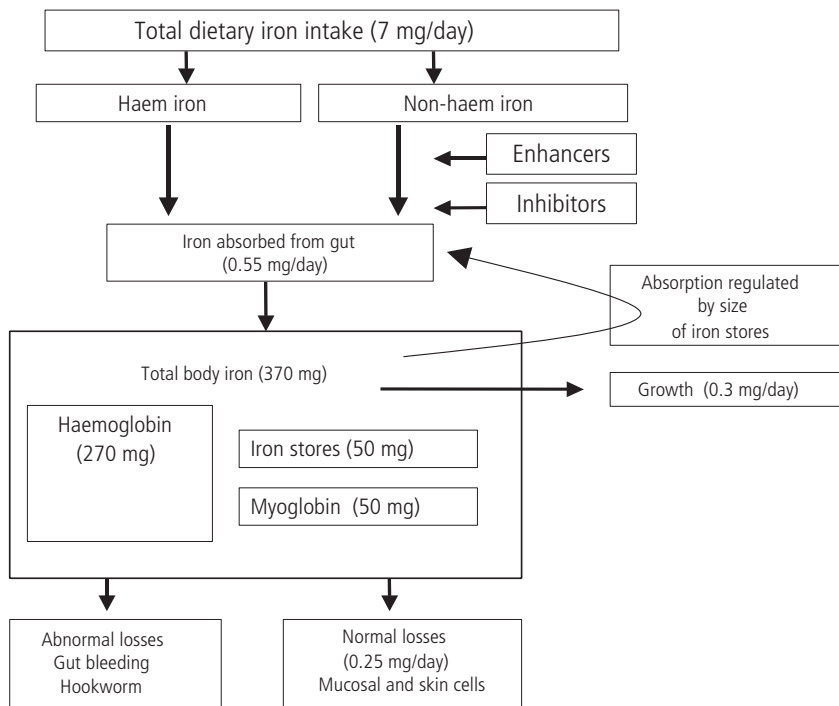 Total dietary iron intake (7 mg/day)
Haem iron
Non-haem iron
Enhancers
Inhibitors
Iron absorbed from gut
(0.55 mg/day)
Absorption regulated
by size
of iron stores
Total body iron (370 mg)
Growth (0.3 mg/day)
Haemoglobin
(270 mg)
Iron stores (50 mg)
Myoglobin (50 mg)
Abnormal losses
Gut bleeding
Hookworm
Normal losses
(0.25 mg/day)
Mucosal and skin cells